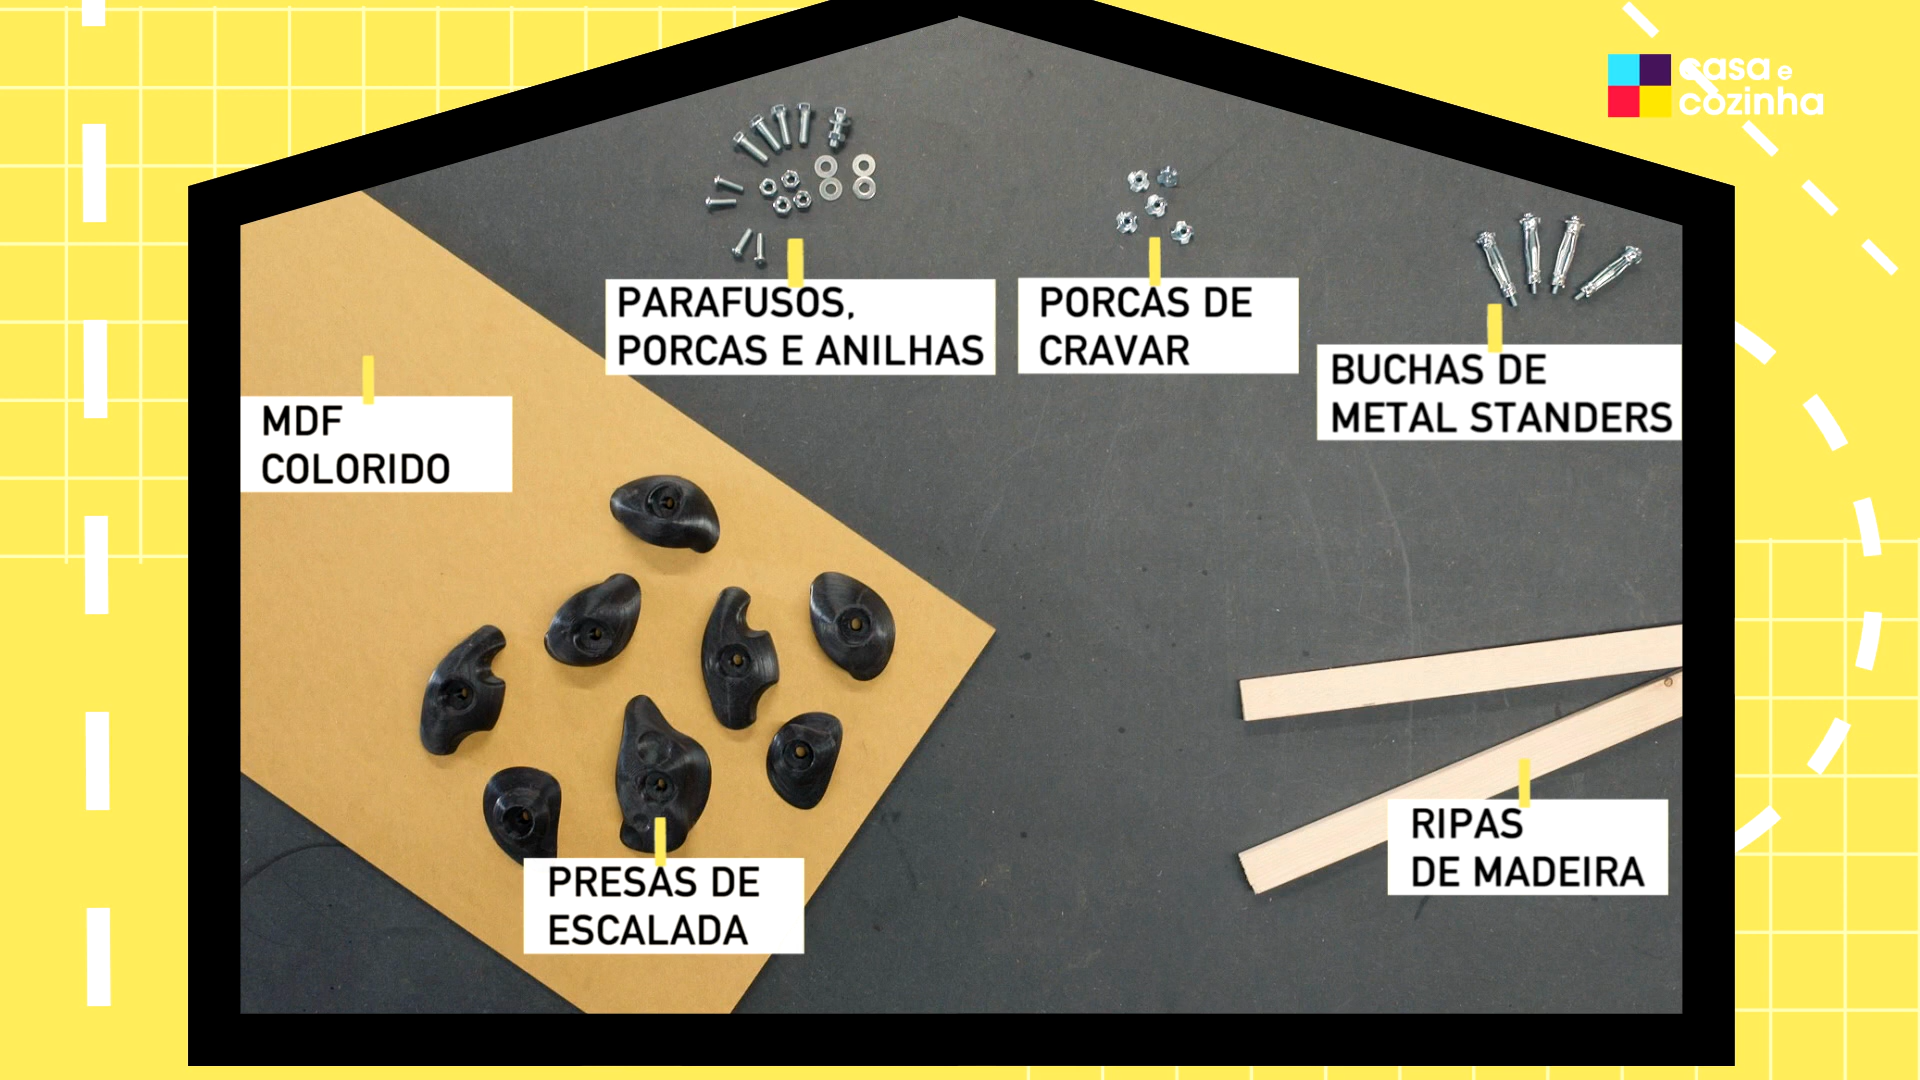 casa e
cozinha
PARAFUSOS,
PORCAS E ANILHAS
PORCAS DE
CRAVAR
BUCHAS DE
METAL STANDERS
MDF
COLORIDO
PRESAS DE
ESCALADA
RIPAS
DE MADEIRA